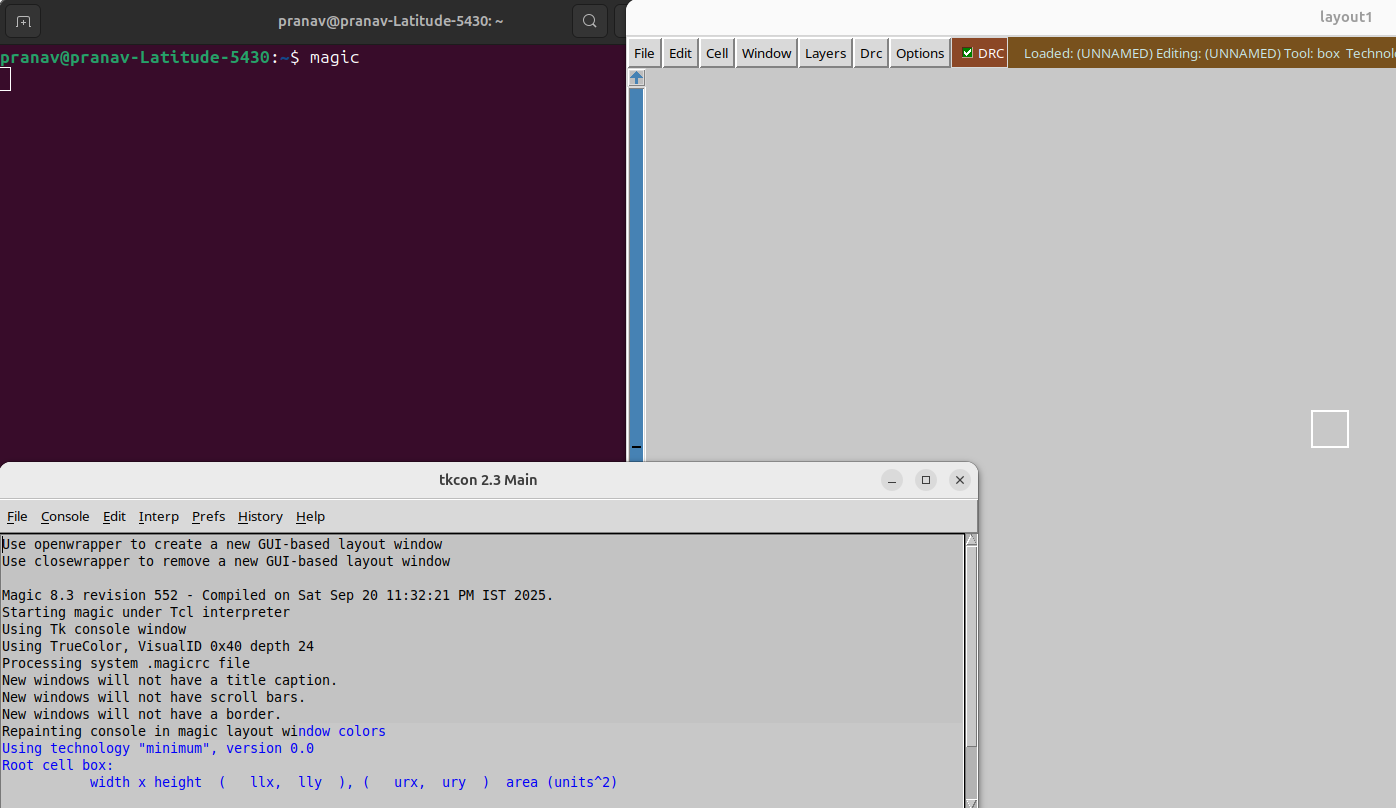 pranav@pranav-Latitude-5430: ~
pranav@pranav-Latitude-5430:~$ magic
layout1
File Edit Cell Window Layers Drc Options DRC Loaded: (UNNAMED) Editing: (UNNAMED) Tool: box
tkcon 2.3 Main
File Console Edit Interp Prefs History Help
Use openwrapper to create a new GUI-based layout window
Use closewrapper to remove a new GUI-based layout window
Magic 8.3 revision 552 - Compiled on Sat Sep 20 11:32:21 PM IST 2025.
Starting magic under Tcl interpreter
Using Tk console window
Using TrueColor, VisualID 0x40 depth 24
Processing system .magicrc file
New windows will not have a title caption.
New windows will not have scroll bars.
New windows will not have a border.
Repainting console in magic layout window colors
Using technology "minimum", version 0.0
Root cell box:
width x height ( llx, lly ), ( urx, ury ) area (units^2)